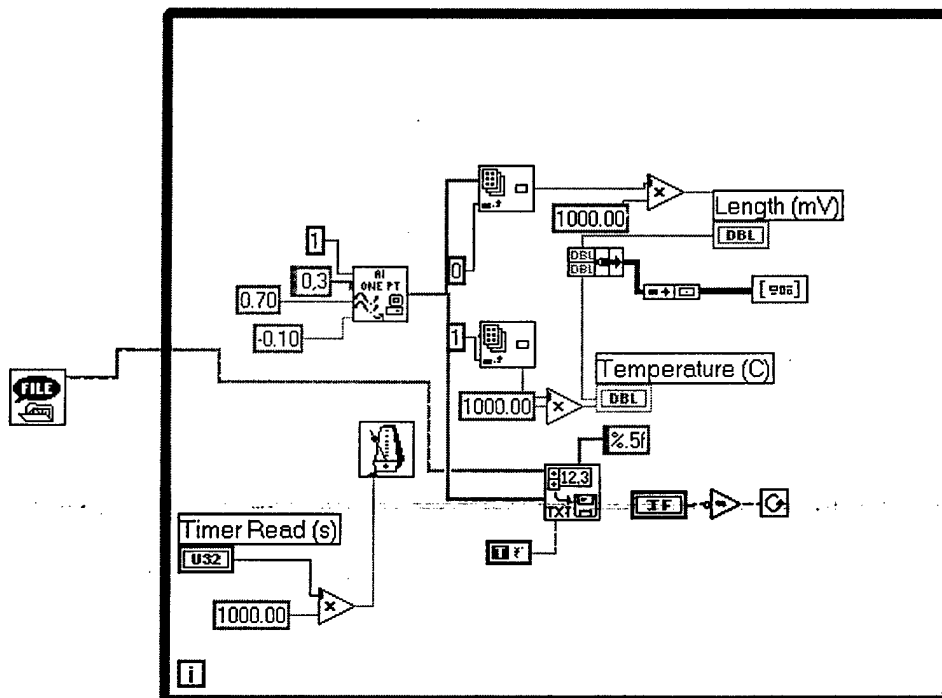 1000.00
Length (mV)
DBL
1
AI
ONE PT
0,3
0
DBL
DBL
0.70
-0.10
1
Temperature (C)
FILE
1000.00
DBL
%.5f
12.3
TXT
TF
Timer Read (s)
U32
T F
1000.00
i